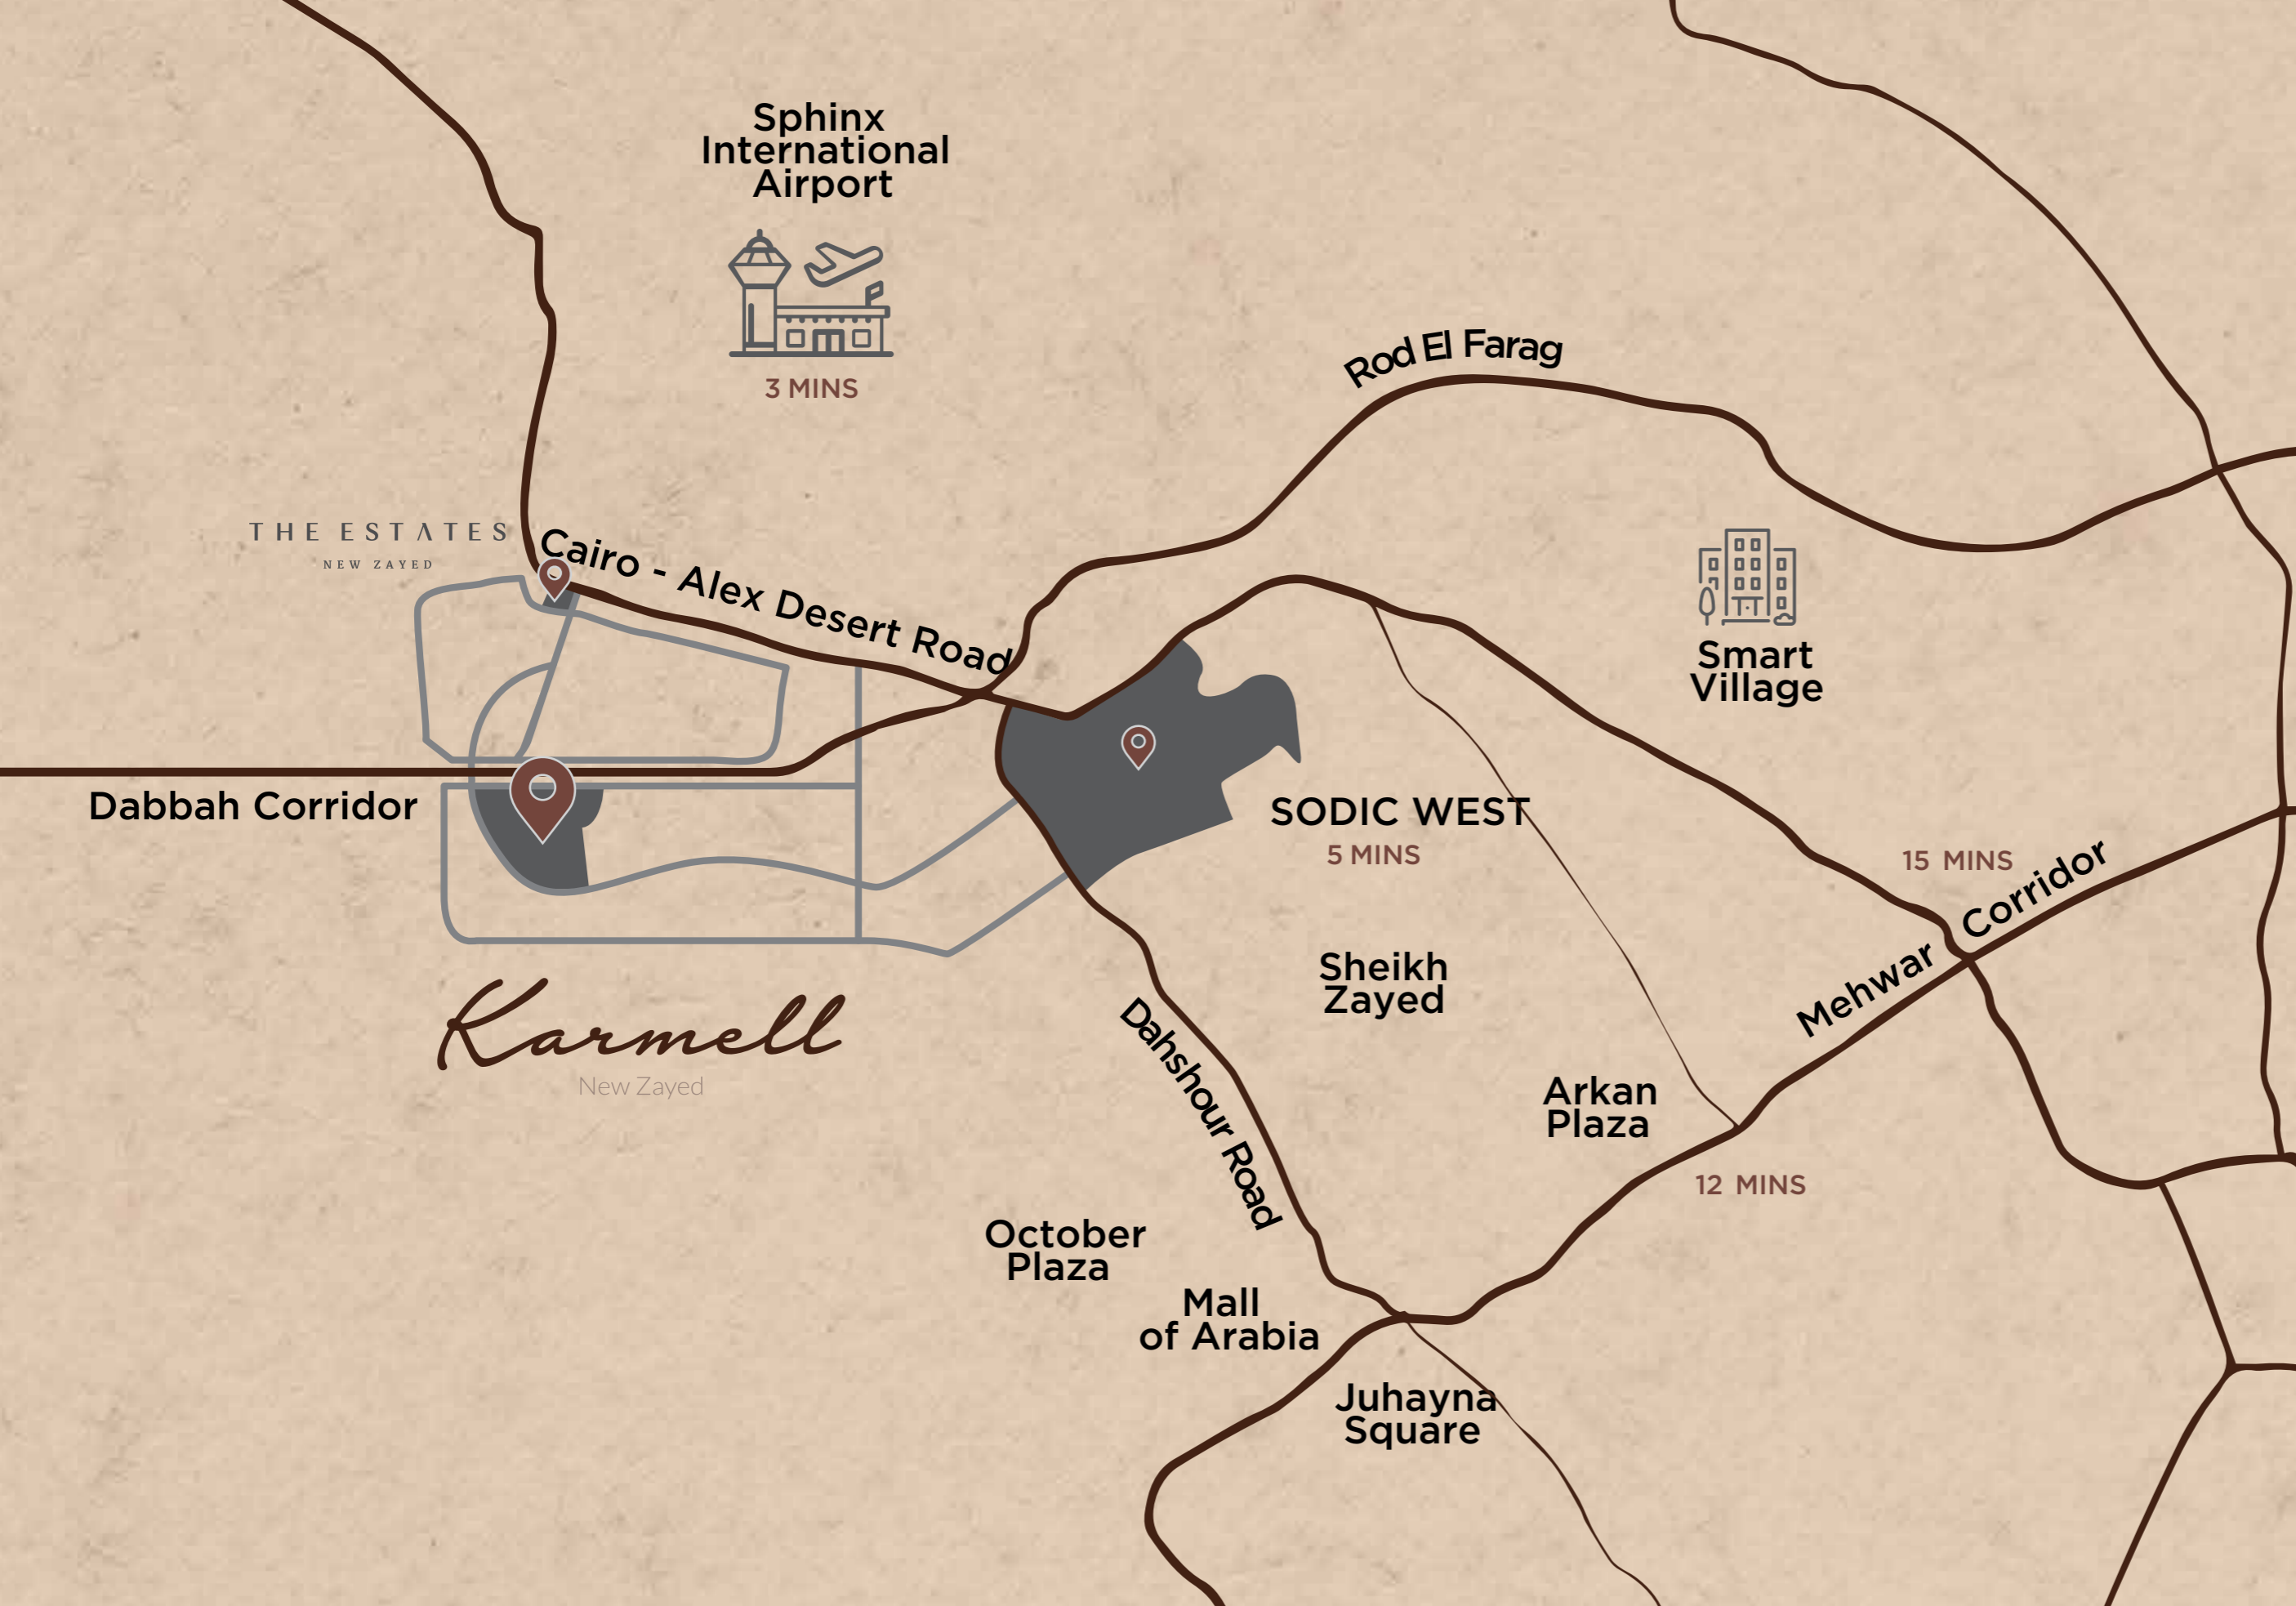 Sphinx
International
Airport
3 MINS
Rod El Farag
THE ESTATES
NEW ZAYED
Cairo - Alex Desert Road
Smart
Village
Dabbah Corridor
SODIC WEST
5 MINS
15 MINS
Mehwar Corridor
Sheikh
Zayed
Karmell
New Zayed
Dahshour Road
Arkan
Plaza
12 MINS
October
Plaza
Mall
of Arabia
Juhayna
Square